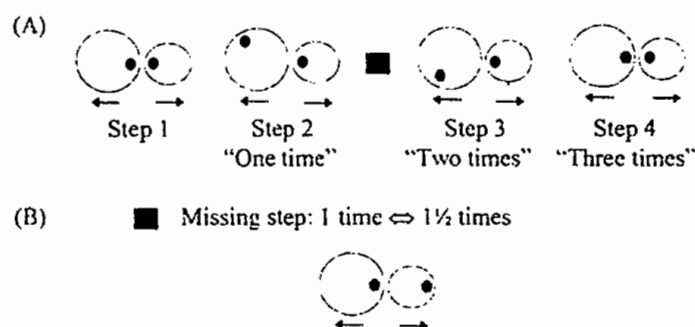 (A)
Step 1 Step 2 Step 3 Step 4
"One time" "Two times" "Three times"
(B) Missing step: 1 time ⇔ 1½ times